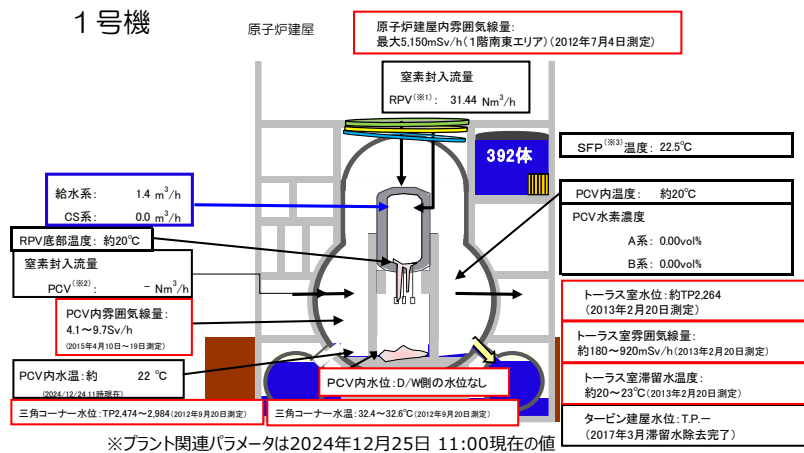 １号機
原子炉建屋
原子炉建屋内雰囲気線量:
最大5,150mSv/h(1階南東エリア)(2012年7月4日測定)
窒素封入流量
RPV(※1): 31.44 Nm3/h
392体
SFP(※3)温度: 22.5℃
給水系: 1.4 m3/h
CS系: 0.0 m3/h
PCV内温度: 約20℃
PCV水素濃度
A系: 0.00vol%
B系: 0.00vol%
RPV底部温度: 約20℃
窒素封入流量
PCV(※2): － Nm3/h
PCV内雰囲気線量:
4.1～9.7Sv/h
(2015年4月10日～19日測定)
トーラス室水位:約TP2,264
(2013年2月20日測定)
トーラス室雰囲気線量:
約180～920mSv/h(2013年2月20日測定)
PCV内水温:約 22 ℃
(2024/12/24 11時現在)
PCV内水位:D/W側の水位なし
トーラス室滞留水温度:
約20～23℃(2013年2月20日測定)
三角コーナー水位:TP2,474～2,984(2012年9月20日測定)
三角コーナー水温:32.4～32.6℃(2012年9月20日測定)
タービン建屋水位:T.P.－
(2017年3月滞留水除去完了)
※プラント関連パラメータは2024年12月25日 11:00現在の値